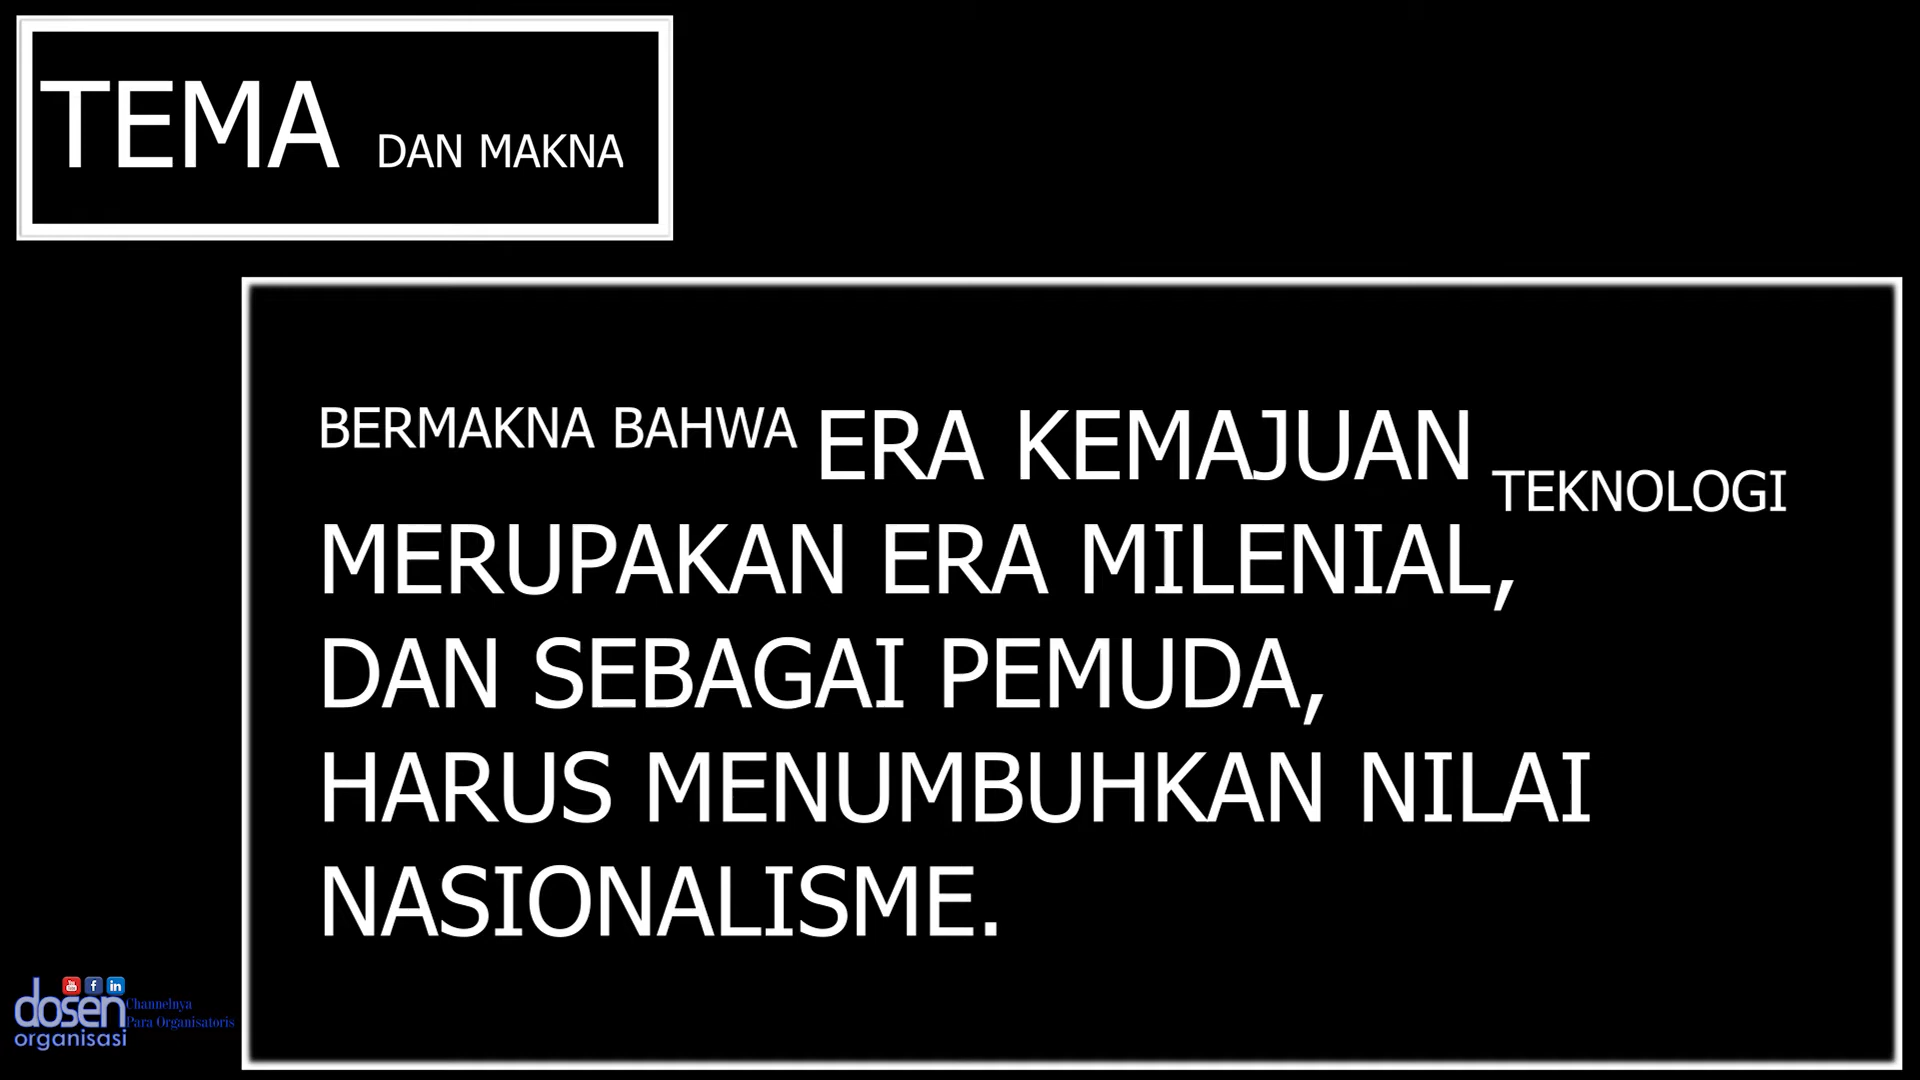 TEMA DAN MAKNA
BERMAKNA BAHWA ERA KEMAJUAN TEKNOLOGI
MERUPAKAN ERA MILENIAL,
DAN SEBAGAI PEMUDA,
HARUS MENUMBUHKAN NILAI
NASIONALISME.
dosen
organisasi
Channelnya
Para Organisatoris